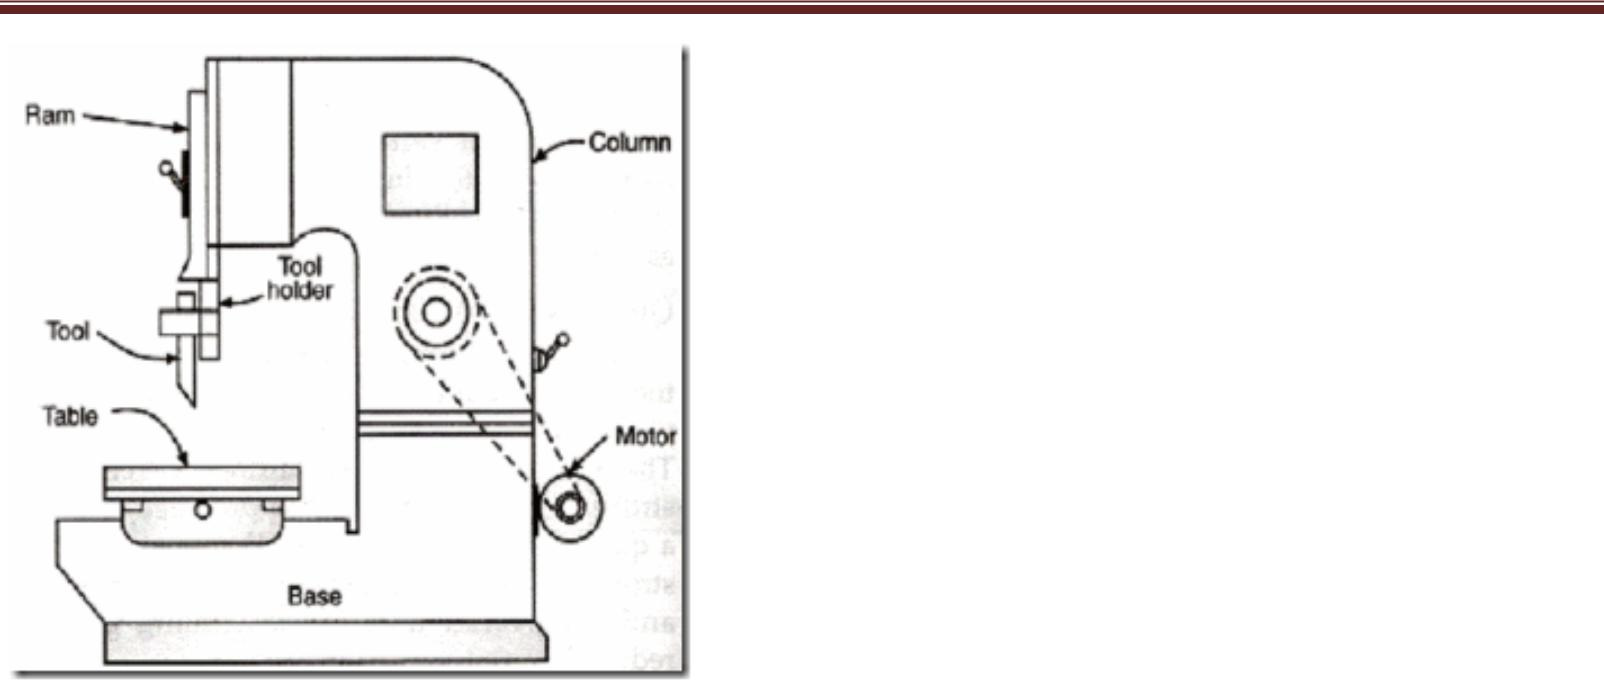 Ram
Column
Tool
holder
Tool
Table
Motor
Base